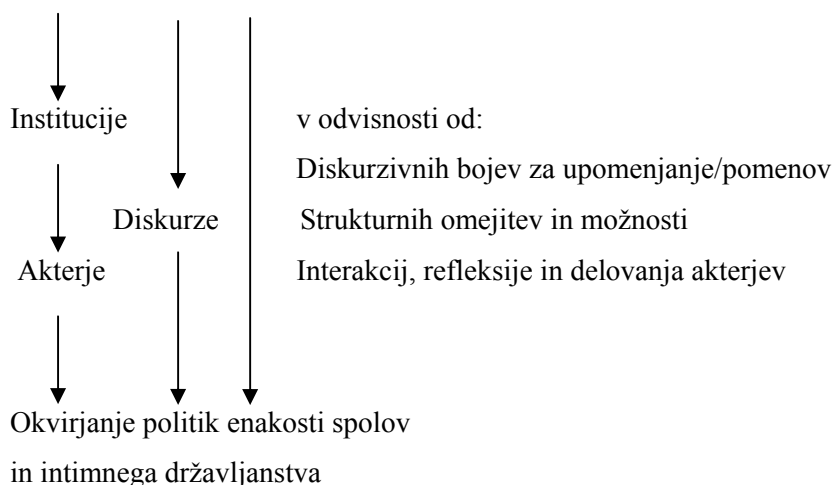 Institucije v odvisnosti od:
Diskurzivnih bojev za upomenjanje/pomenov
Diskurze Strukturnih omejitev in možnosti
Akterje Interakcij, refleksije in delovanja akterjev
Okvirjanje politik enakosti spolov
in intimnega državljanstva